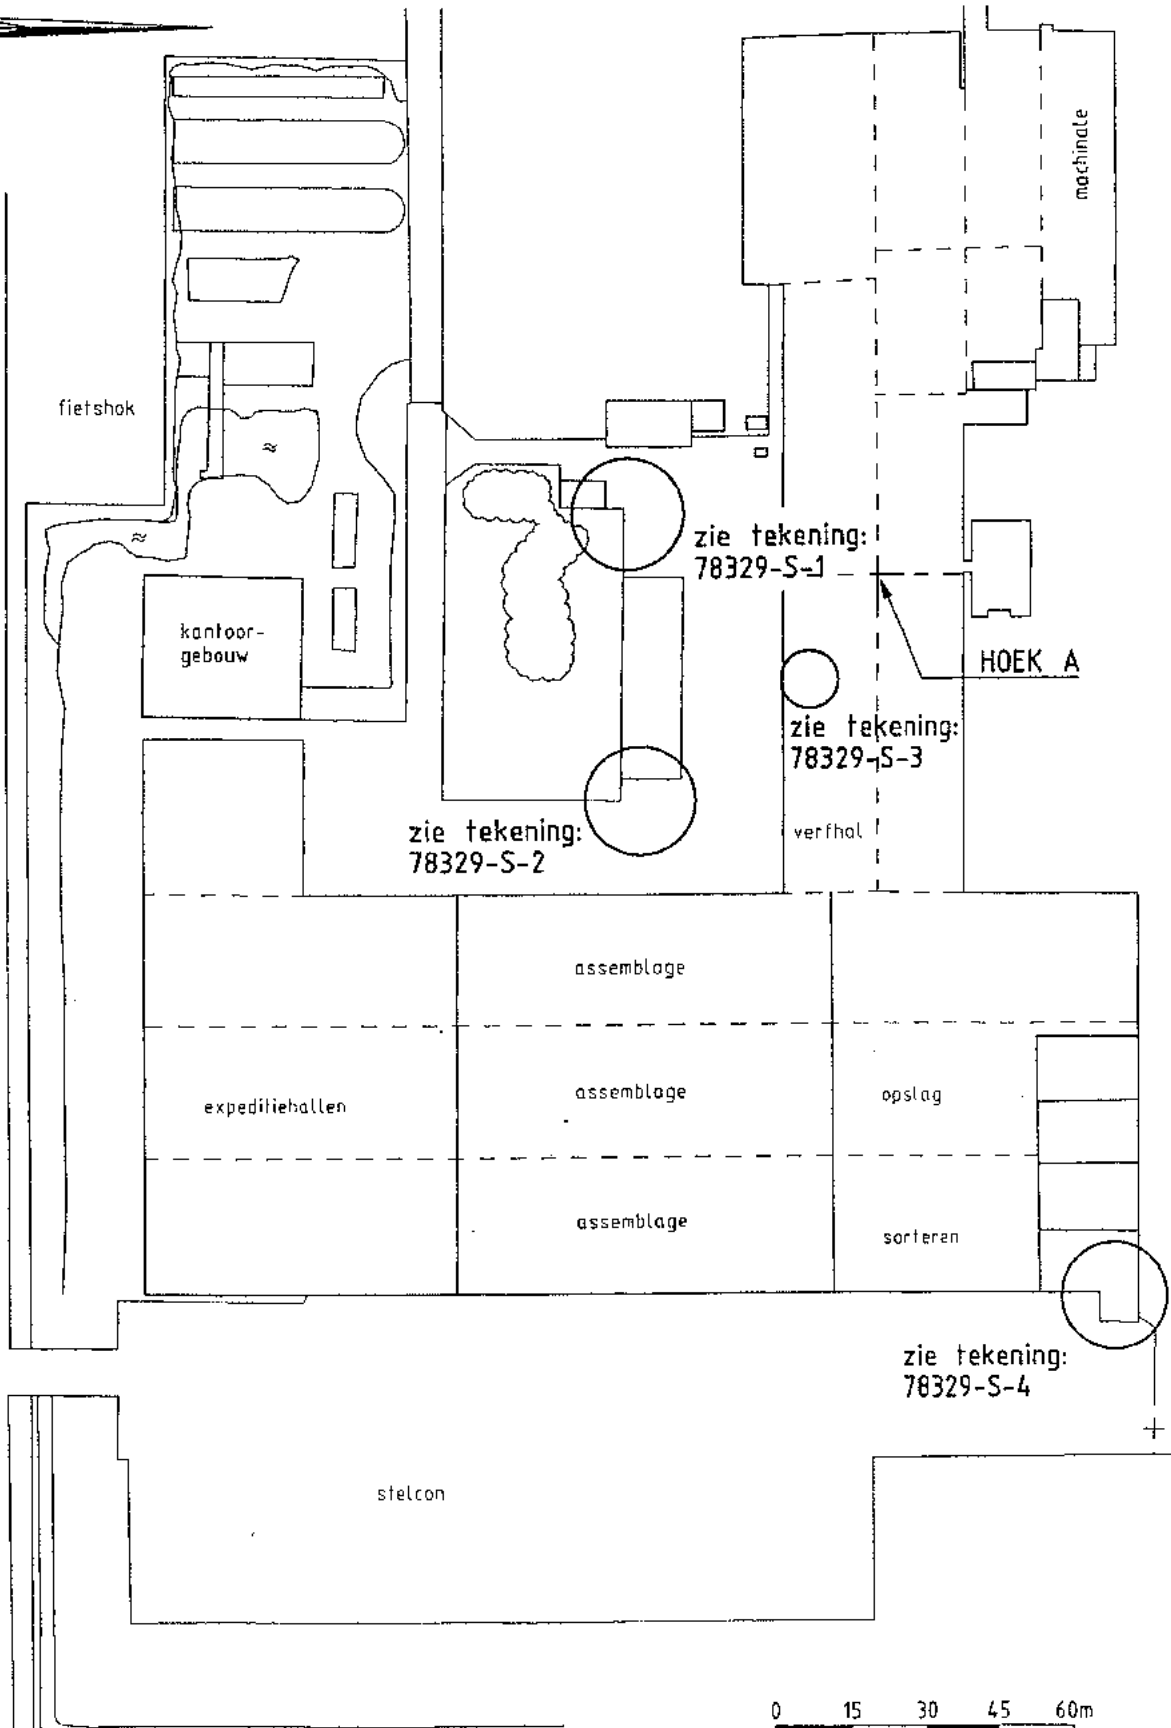 machinale
fietshok
zie tekening:
78329-S-1
kantoor-
gebouw
HOEK A
zie tekening:
78329-S-3
zie tekening:
78329-S-2
verfhal
assemblage
expeditiehallen
assemblage
opslag
assemblage
sorteren
zie tekening:
78329-S-4
stelcon
0 15 30 45 60m